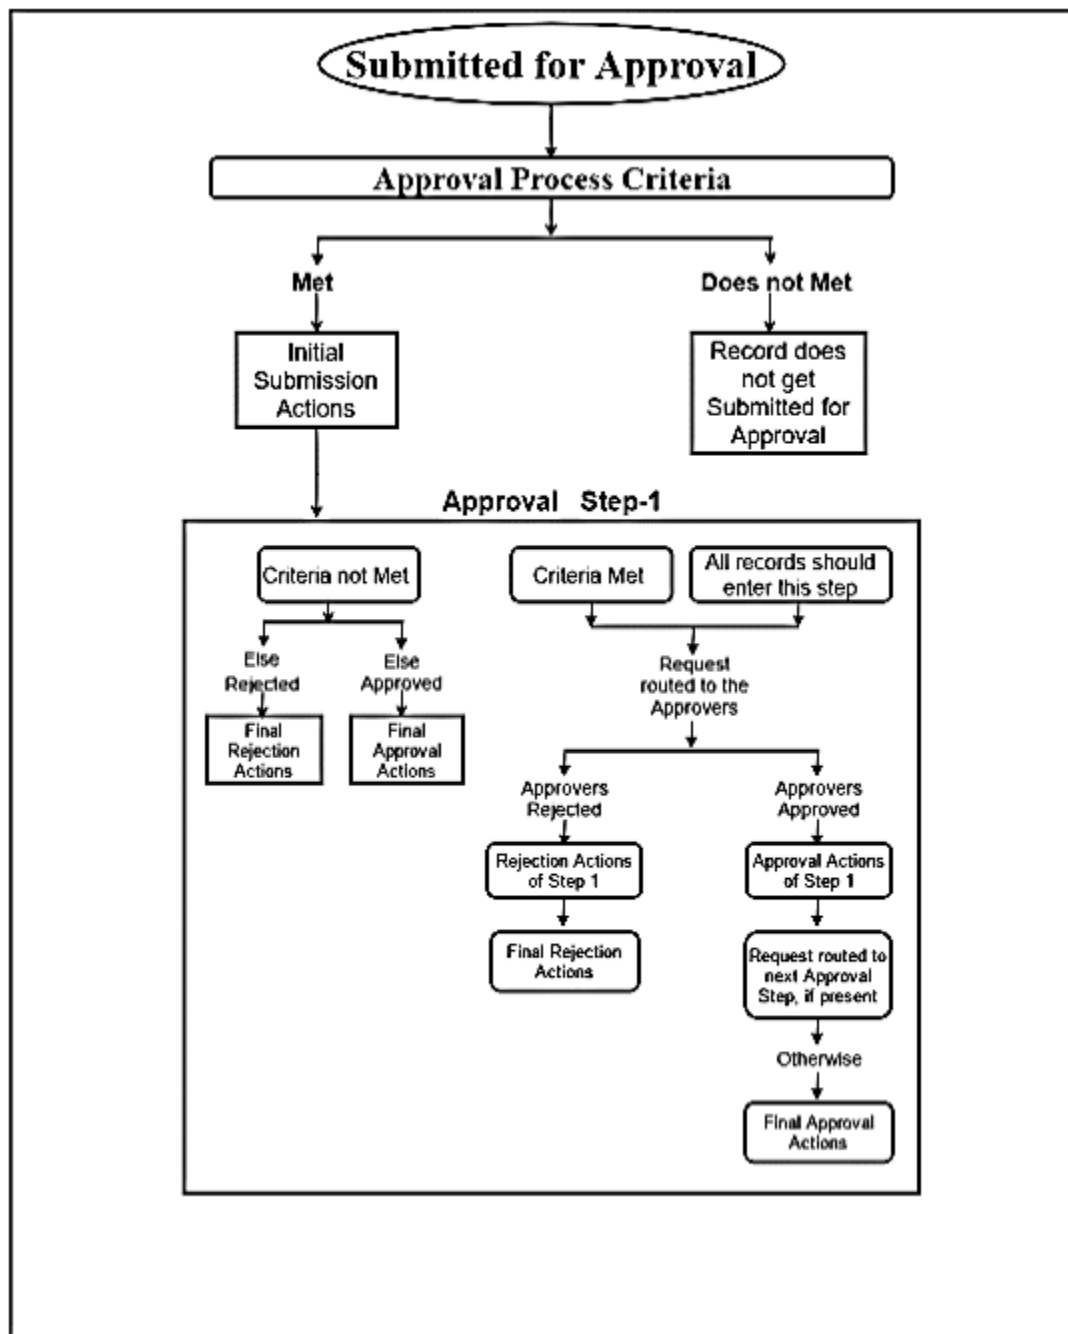 Submitted for Approval
Approval Process Criteria
Met
Does not Met
Initial
Submission
Actions
Record does
not get
Submitted for
Approval
Approval Step-1
Criteria not Met
Criteria Met
All records should
enter this step
Else
Rejected
Else
Approved
Final
Rejection
Actions
Final
Approval
Actions
Request
routed to the
Approvers
Approvers
Rejected
Approvers
Approved
Rejection Actions
of Step 1
Approval Actions
of Step 1
Final Rejection
Actions
Request routed to
next Approval
Step, if present
Otherwise
Final Approval
Actions